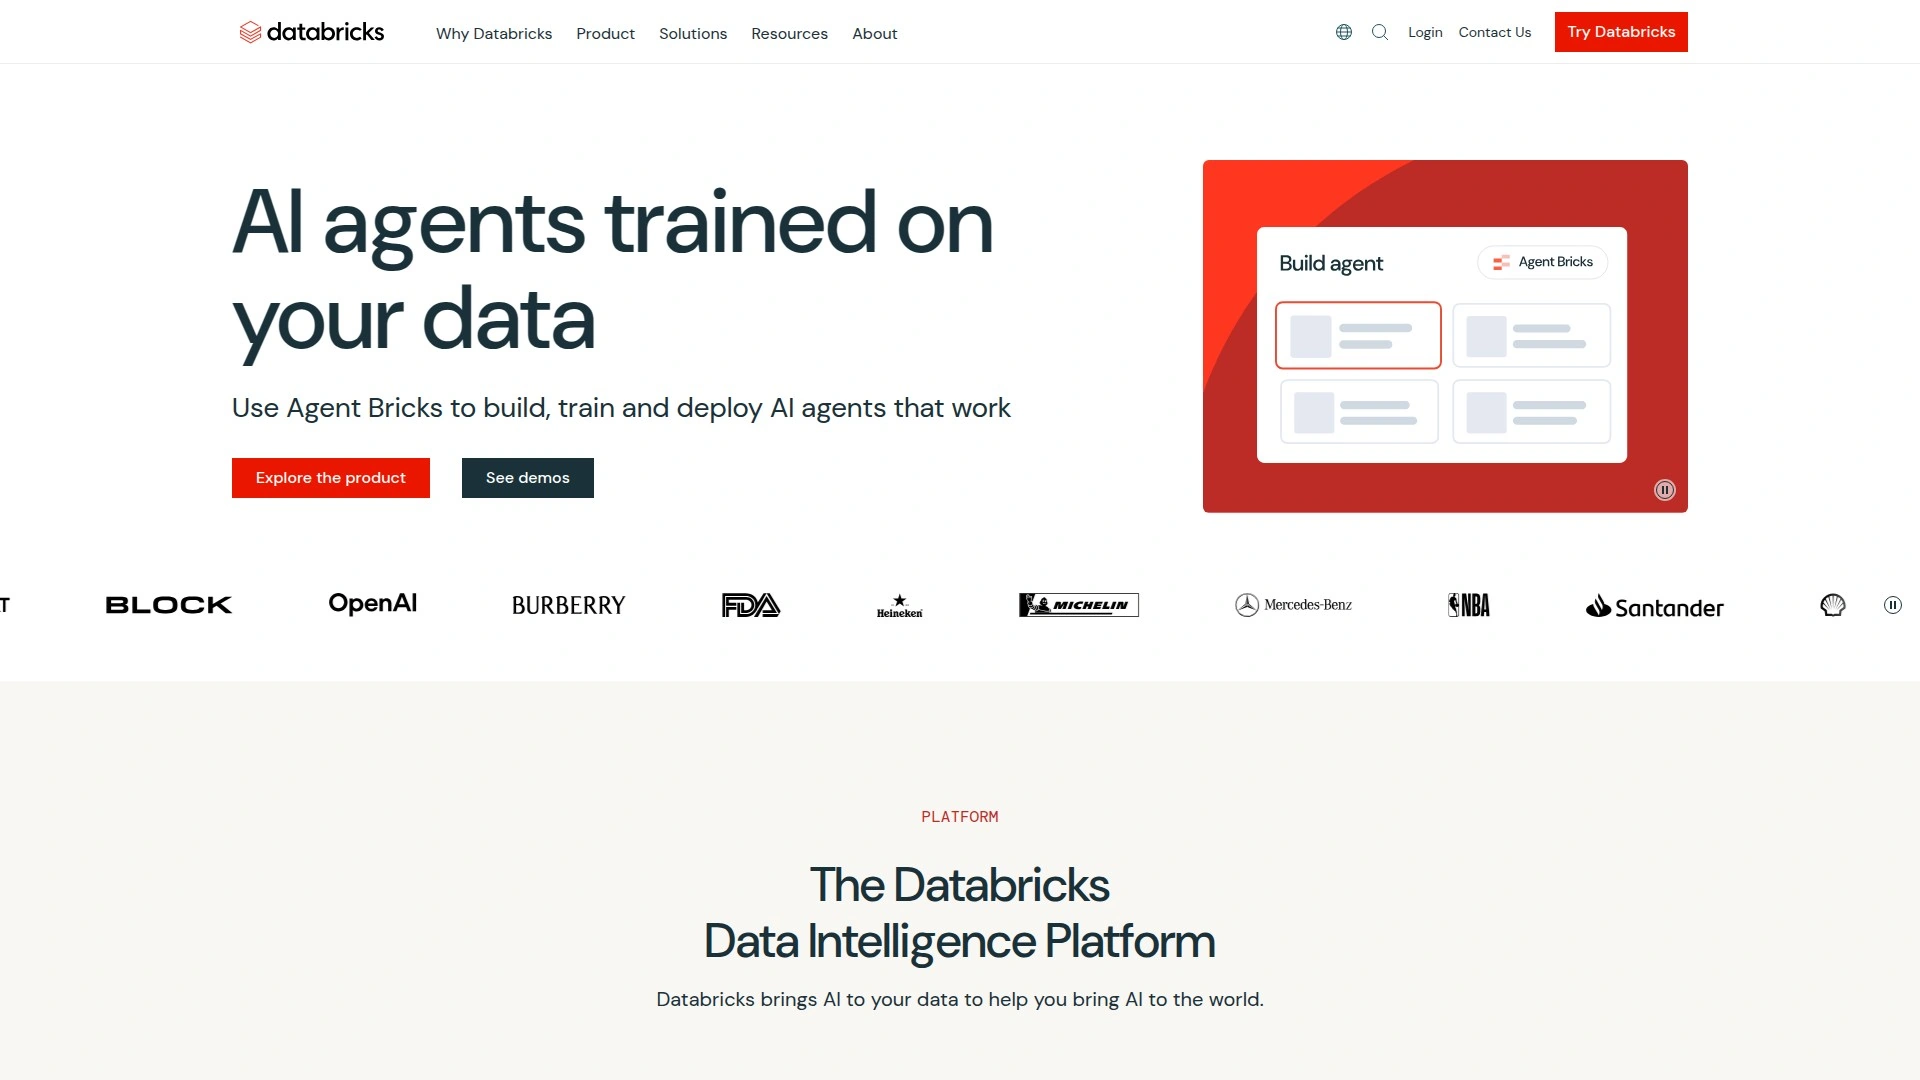 databricks
Why Databricks
Product
Solutions
Resources
About
Login
Contact Us
Try Databricks
AI agents trained on
your data
Use Agent Bricks to build, train and deploy AI agents that work
Explore the product
See demos
Build agent
Agent Bricks
T
BLOCK
OpenAI
BURBERRY
FDA
Heineken
MICHELIN
Mercedes-Benz
NBA
Santander
PLATFORM
The Databricks
Data Intelligence Platform
Databricks brings AI to your data to help you bring AI to the world.